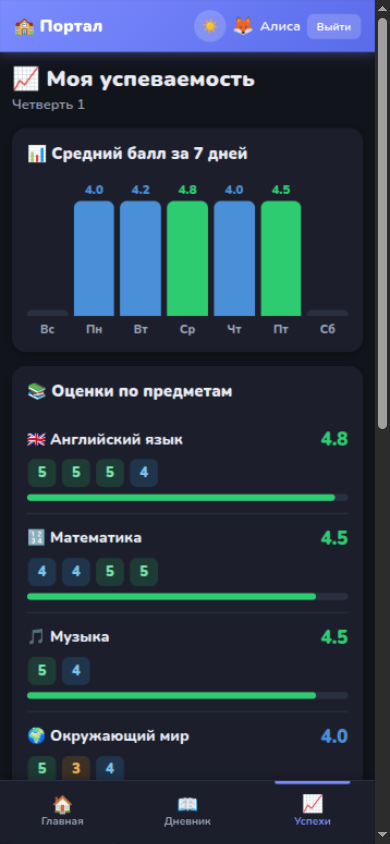 Портал
Алиса
Выйти
Моя успеваемость
Четверть 1
Средний балл за 7 дней
4.0 4.2 4.8 4.0 4.5
Вс Пн Вт Ср Чт Пт Сб
Оценки по предметам
Английский язык 4.8
5 5 5 4
Математика 4.5
4 4 5 5
Музыка 4.5
5 4
Окружающий мир 4.0
5 3 4
Главная Дневник Успехи